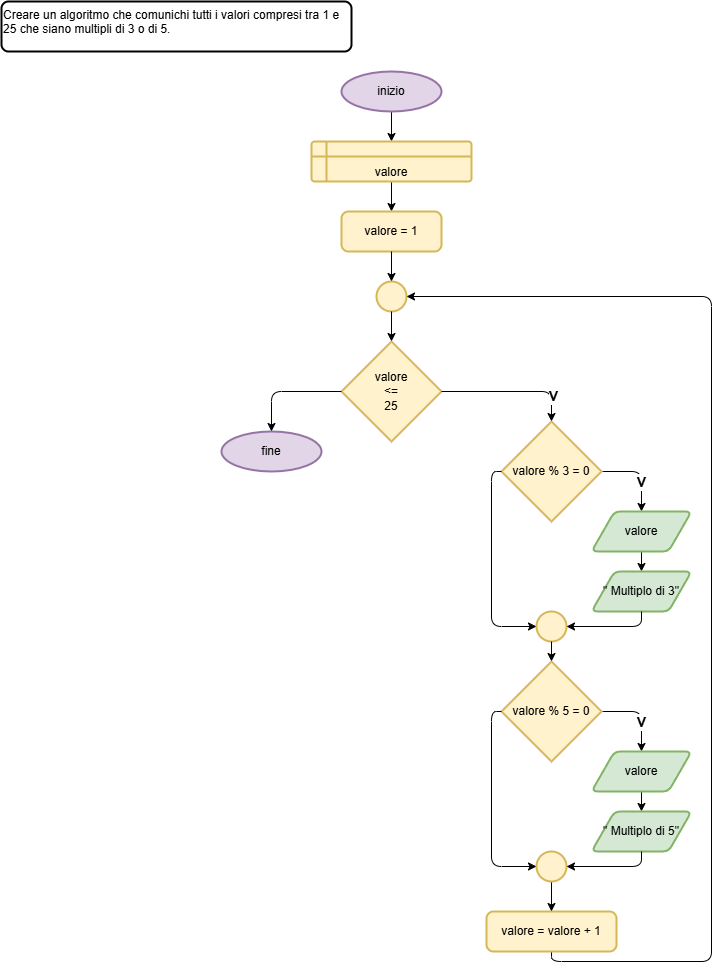 Creare un algoritmo che comunichi tutti i valori compresi tra 1 e
25 che siano multipli di 3 o di 5.
inizio
valore
valore = 1
valore
<=
25
V
fine
valore % 3 = 0
V
valore
" Multiplo di 3"
valore % 5 = 0
V
valore
" Multiplo di 5"
valore = valore + 1